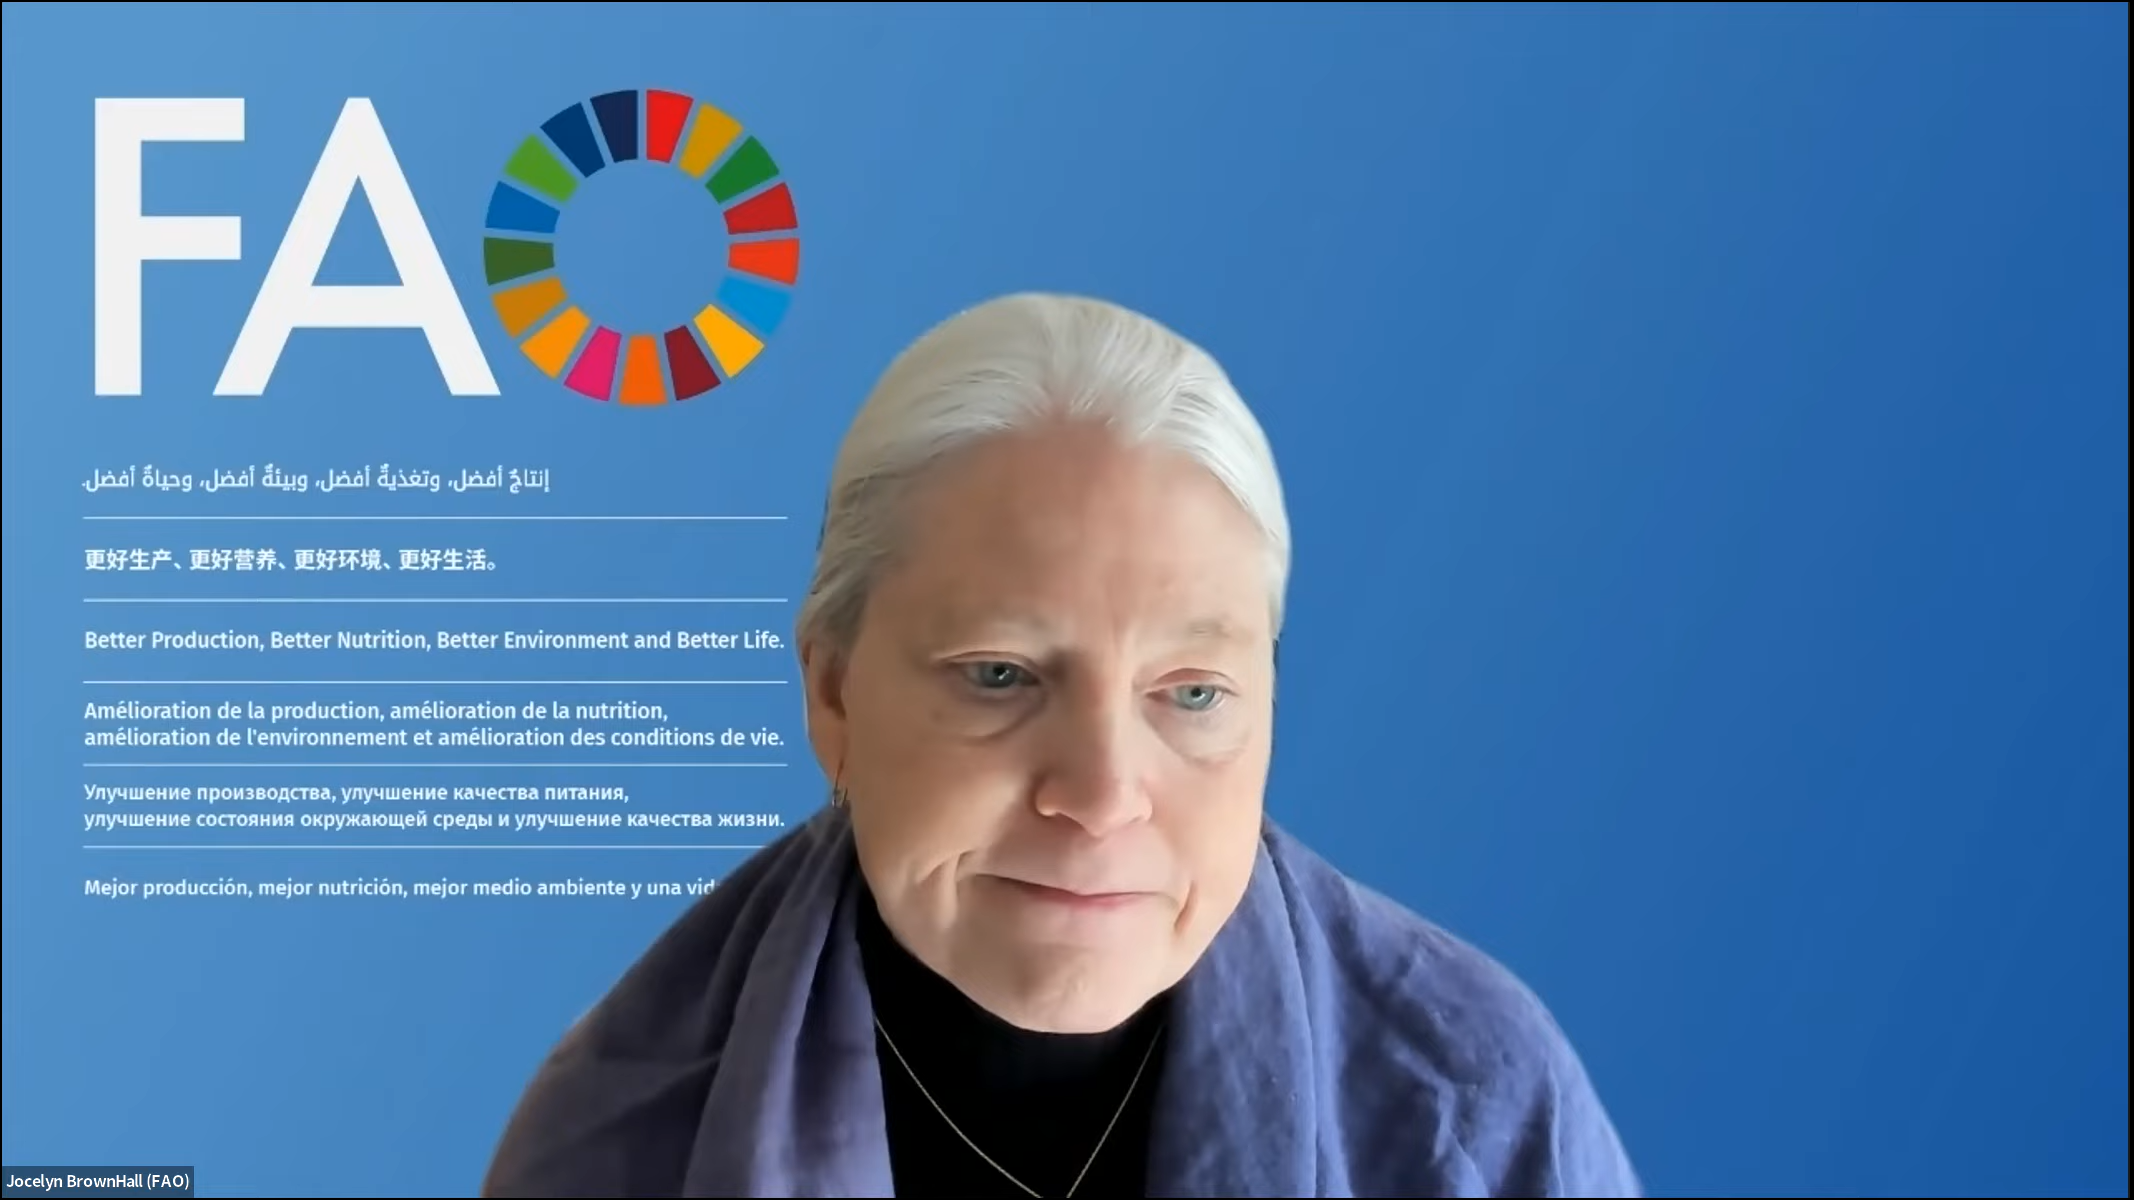 FAO
إنتاجٌ أفضل، وتغذيةٌ أفضل، وبيئةٌ أفضل، وحياةٌ أفضل.
更好生产、更好营养、更好环境、更好生活。
Better Production, Better Nutrition, Better Environment and Better Life.
Amélioration de la production, amélioration de la nutrition,
amélioration de l'environnement et amélioration des conditions de vie.
Улучшение производства, улучшение качества питания,
улучшение состояния окружающей среды и улучшение качества жизни.
Mejor producción, mejor nutrición, mejor medio ambiente y una
Jocelyn BrownHall (FAO)